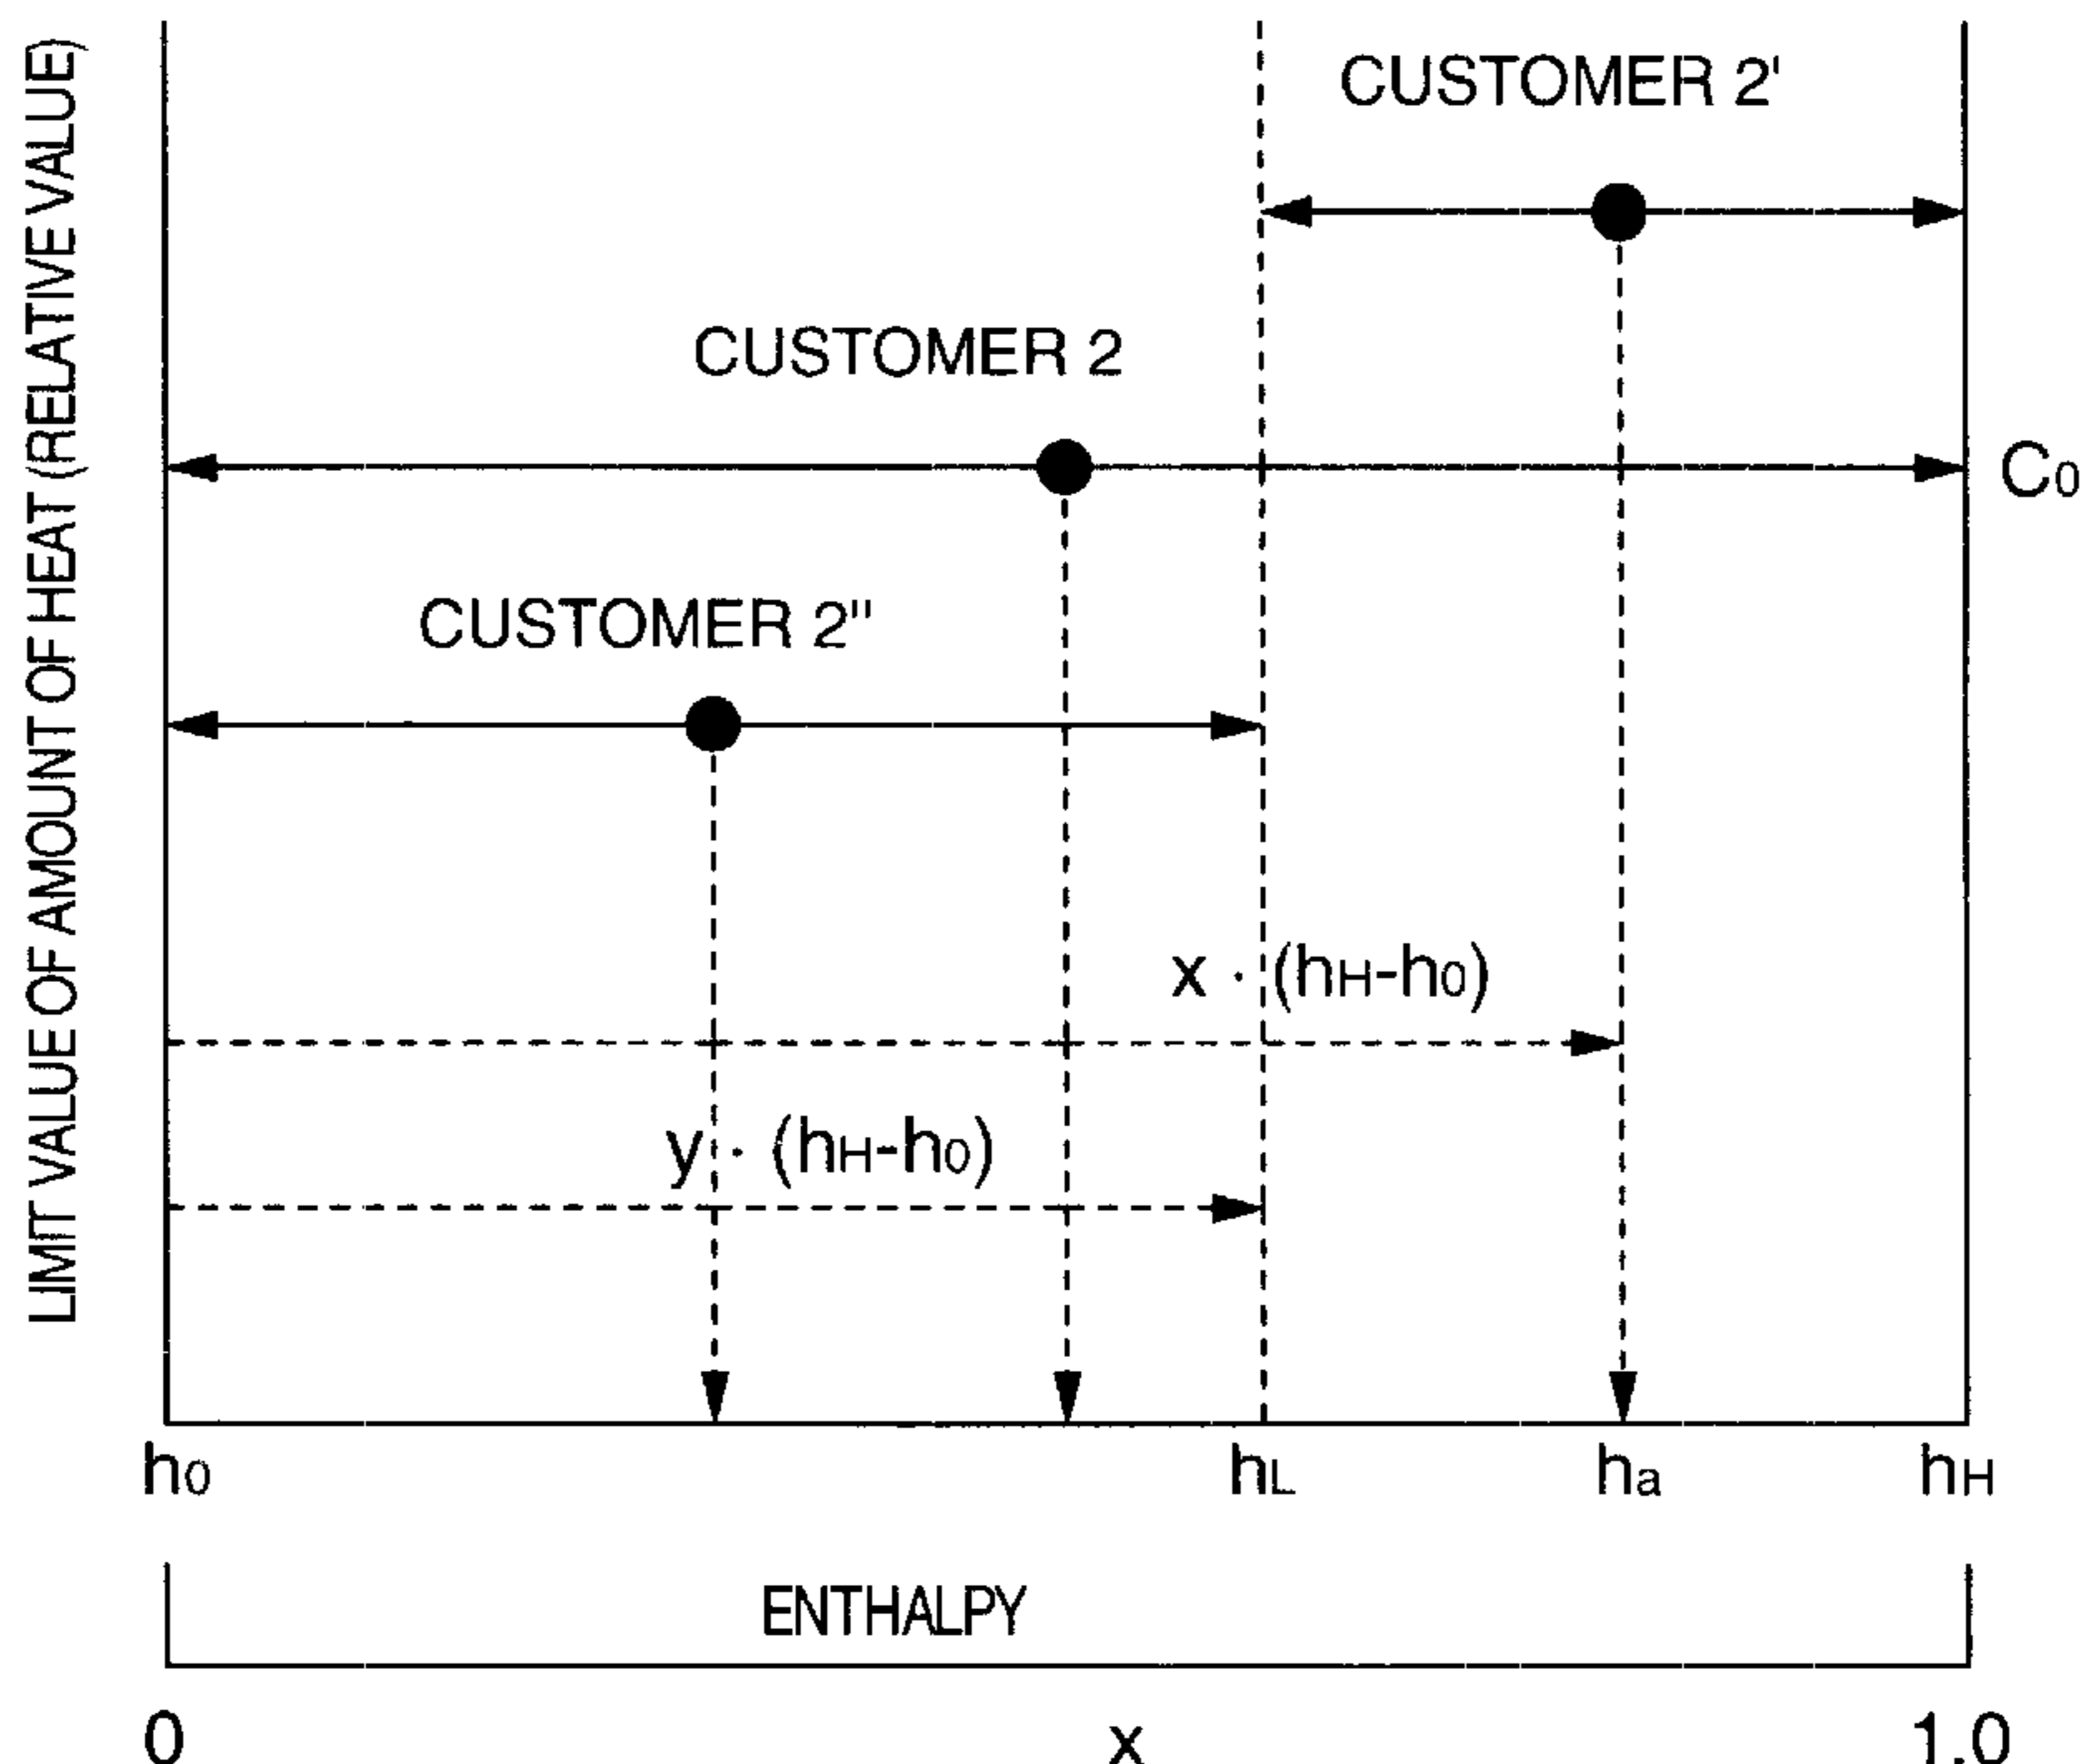 LIMIT VALUE OF AMOUNT OF HEAT (RELATIVE VALUE)
CUSTOMER 2'
CUSTOMER 2
C0
CUSTOMER 2"
x · (hH-h0)
y · (hH-h0)
h0 hL ha hH
ENTHALPY
0 x 1.0